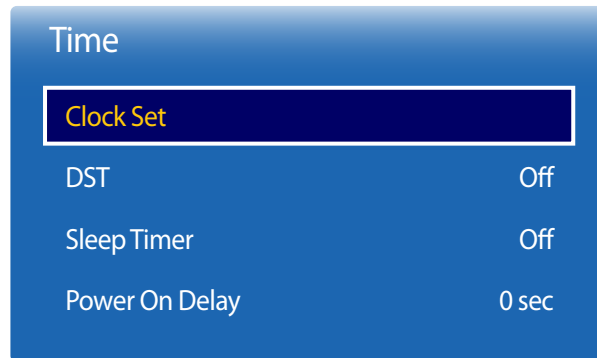 Time
Clock Set
DST Off
Sleep Timer Off
Power On Delay 0 sec